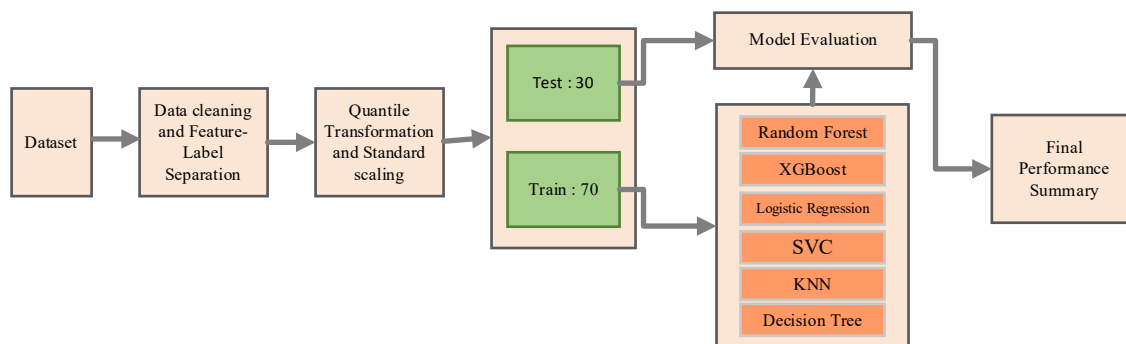 Dataset
Data cleaning
and Feature-
Label
Separation
Quantile
Transformation
and Standard
scaling
Test : 30
Train : 70
Model Evaluation
Random Forest
XGBoost
Logistic Regression
SVC
KNN
Decision Tree
Final
Performance
Summary